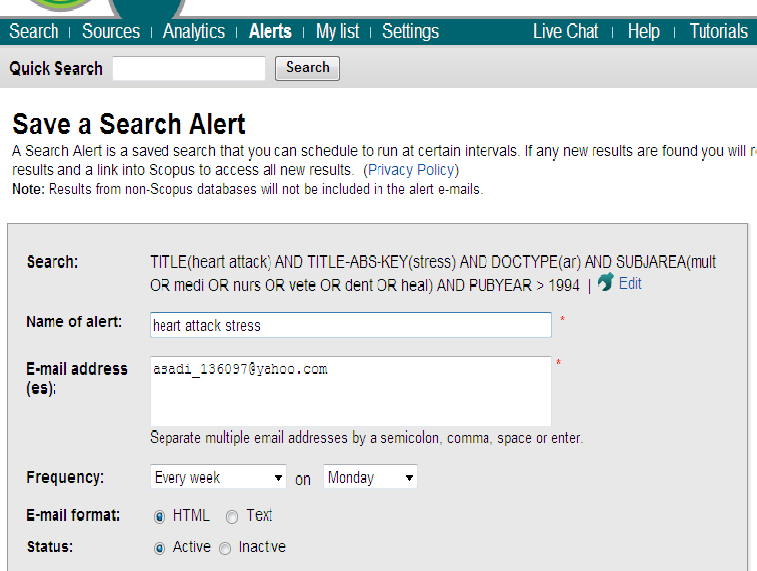 Search | Sources | Analytics | Alerts | My list | Settings Live Chat | Help | Tutorials
Quick Search Search
Save a Search Alert
A Search Alert is a saved search that you can schedule to run at certain intervals. If any new results are found you will
results and a link into Scopus to access all new results. (Privacy Policy)
Note: Results from non-Scopus databases will not be included in the alert e-mails.
Search: TITLE(heart attack) AND TITLE-ABS-KEY(stress) AND DOCTYPE(ar) AND SUBJAREA(mult
OR medi OR nurs OR vete OR dent OR heal) AND PUBYEAR > 1994 | Edit
Name of alert: heart attack stress *
E-mail address asadi_136097@yahoo.com *
(es):
Separate multiple email addresses by a semicolon, comma, space or enter.
Frequency: Every week on Monday
E-mail format: HTML Text
Status: Active Inactive